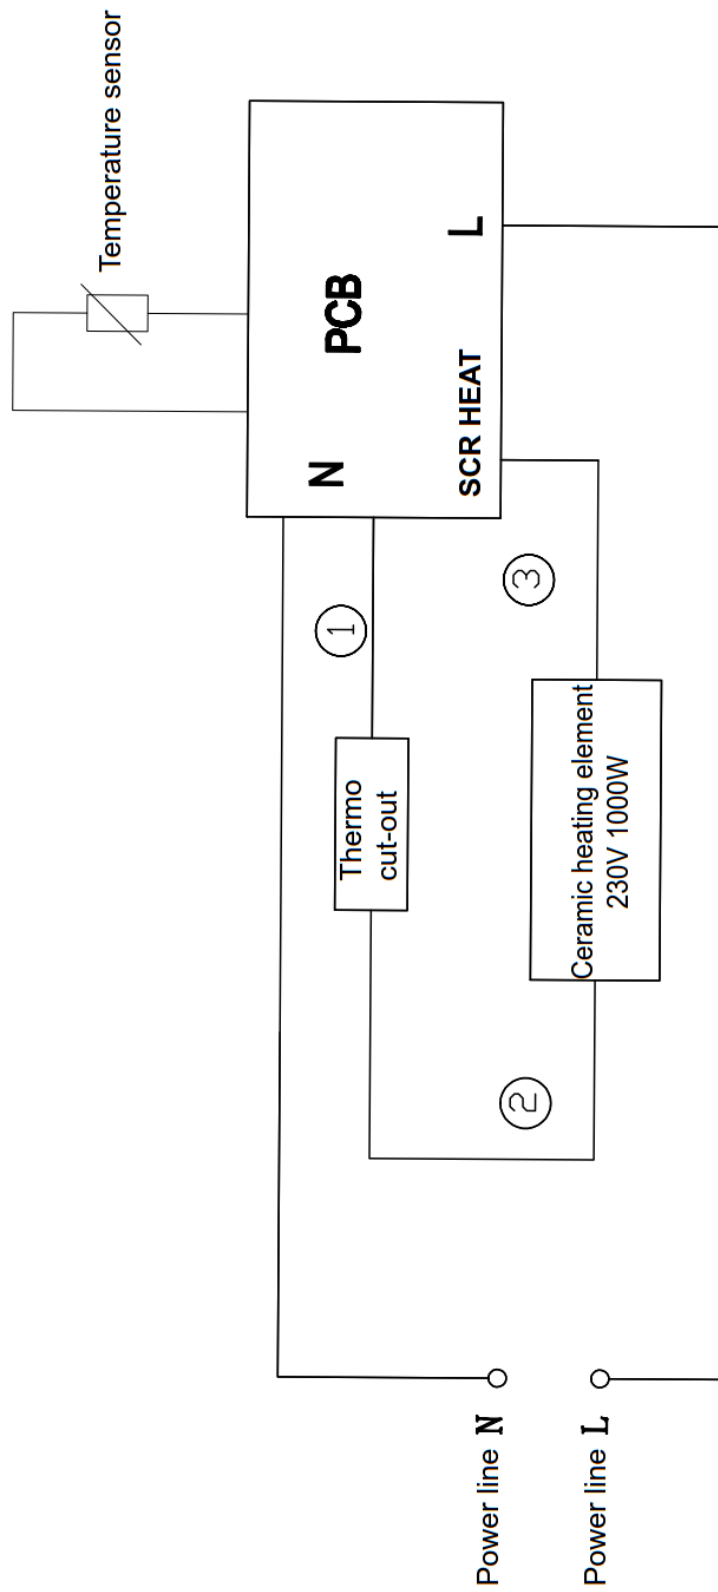 Temperature sensor
N
PCB
L
SCR HEAT
1
3
Thermo
cut-out
Ceramic heating element
230V 1000W
2
Power line N
Power line L